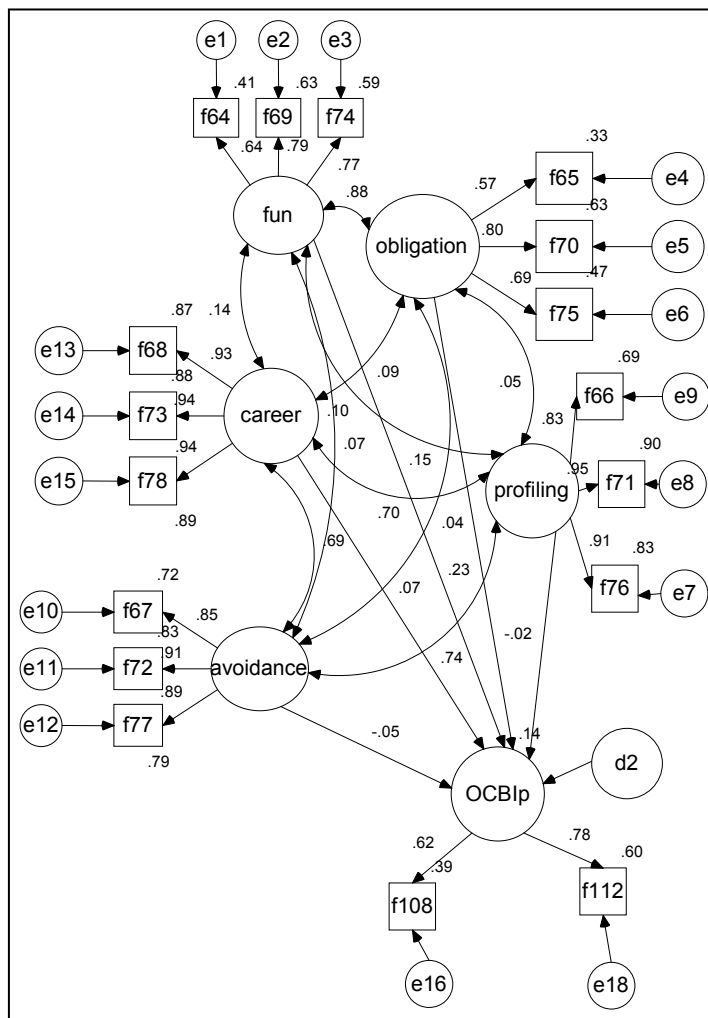 e1 e2 e3
.41 .63 .59
f64 f69 f74
.64 .79 .77
.33
.57 f65 e4
fun .88
.63
obligation .80 f70 e5
.69 .47
f75 e6
.87 .14
e13 f68 .93
.88
.09 .05 .69
f66 e9
e14 f73 .94 career .10 .83
.94 .07 .15 .90
e15 f78 profiling .95 f71 e8
.89 .70 .04
.69 .91 .83
.72 .07 .23 f76 e7
e10 f67 .85
.83 -.02
e11 f72 .91 avoidance .74
.89
e12 f77
.79 -.05 .14 d2
OCBIp
.62 .78
.39 .60
f108 f112
e16 e18